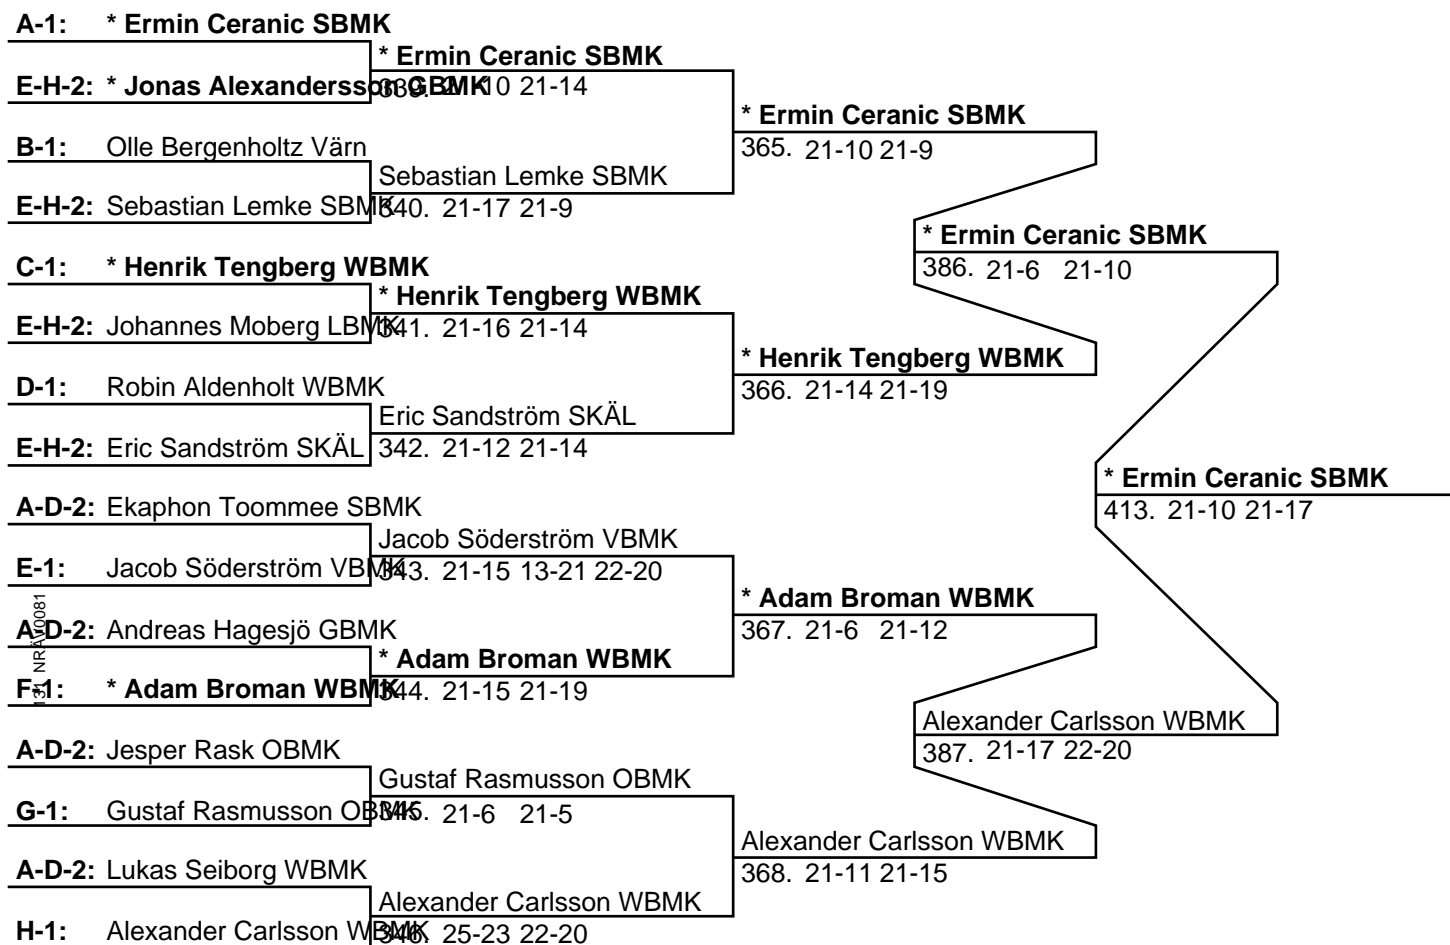 A-1: * Ermin Ceranic SBMK
* Ermin Ceranic SBMK
E-H-2: * Jonas Alexandersson GBMK
339. 21-10 21-14
* Ermin Ceranic SBMK
B-1: Olle Bergenholtz Värn
365. 21-10 21-9
Sebastian Lemke SBMK
E-H-2: Sebastian Lemke SBMK
340. 21-17 21-9
* Ermin Ceranic SBMK
C-1: * Henrik Tengberg WBMK
386. 21-6 21-10
* Henrik Tengberg WBMK
E-H-2: Johannes Moberg LBMK
341. 21-16 21-14
* Henrik Tengberg WBMK
D-1: Robin Aldenholt WBMK
366. 21-14 21-19
Eric Sandström SKÄL
E-H-2: Eric Sandström SKÄL
342. 21-12 21-14
* Ermin Ceranic SBMK
A-D-2: Ekaphon Toommee SBMK
413. 21-10 21-17
Jacob Söderström VBMK
E-1: Jacob Söderström VBMK
343. 21-15 13-21 22-20
* Adam Broman WBMK
A-D-2: Andreas Hagesjö GBMK
367. 21-6 21-12
* Adam Broman WBMK
F-1: * Adam Broman WBMK
344. 21-15 21-19
Alexander Carlsson WBMK
A-D-2: Jesper Rask OBMK
387. 21-17 22-20
Gustaf Rasmusson OBMK
G-1: Gustaf Rasmusson OBMK
345. 21-6 21-5
Alexander Carlsson WBMK
A-D-2: Lukas Seiborg WBMK
368. 21-11 21-15
Alexander Carlsson WBMK
H-1: Alexander Carlsson WBMK
346. 25-23 22-20